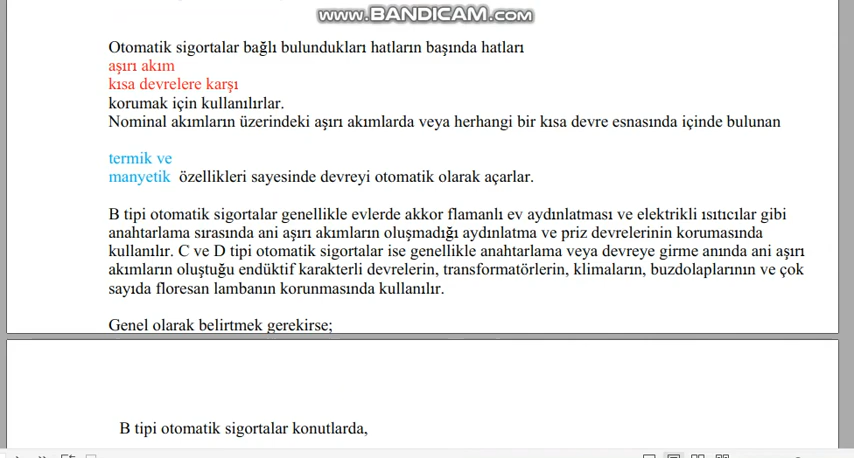 www.BANDICAM.com
Otomatik sigortalar bağlı bulundukları hatların başında hatları
aşırı akım
kısa devrelere karşı
korumak için kullanılırlar.
Nominal akımların üzerindeki aşırı akımlarda veya herhangi bir kısa devre esnasında içinde bulunan
termik ve
manyetik özellikleri sayesinde devreyi otomatik olarak açarlar.
B tipi otomatik sigortalar genellikle evlerde akkor flamanlı ev aydınlatması ve elektrikli ısıtıcılar gibi
anahtarlama sırasında ani aşırı akımların oluşmadığı aydınlatma ve priz devrelerinin korumasında
kullanılır. C ve D tipi otomatik sigortalar ise genellikle anahtarlama veya devreye girme anında ani aşırı
akımların oluştuğu endüktif karakterli devrelerin, transformatörlerin, klimaların, buzdolaplarının ve çok
sayıda floresan lambanın korunmasında kullanılır.
Genel olarak belirtmek gerekirse;
B tipi otomatik sigortalar konutlarda,